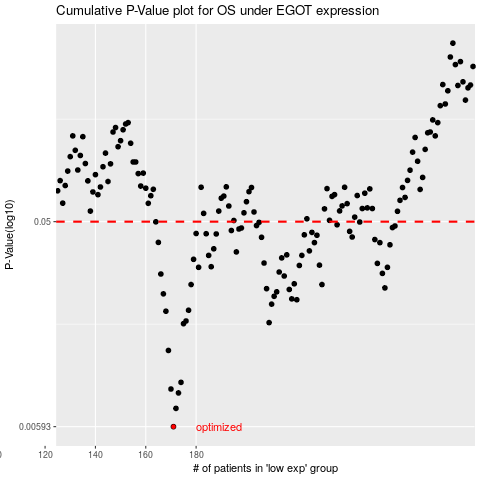 Cumulative P-Value plot for OS under EGOT expression
P-Value(log10)
0.05
0.00593
optimized
0 120 140 160 180
# of patients in 'low exp' group